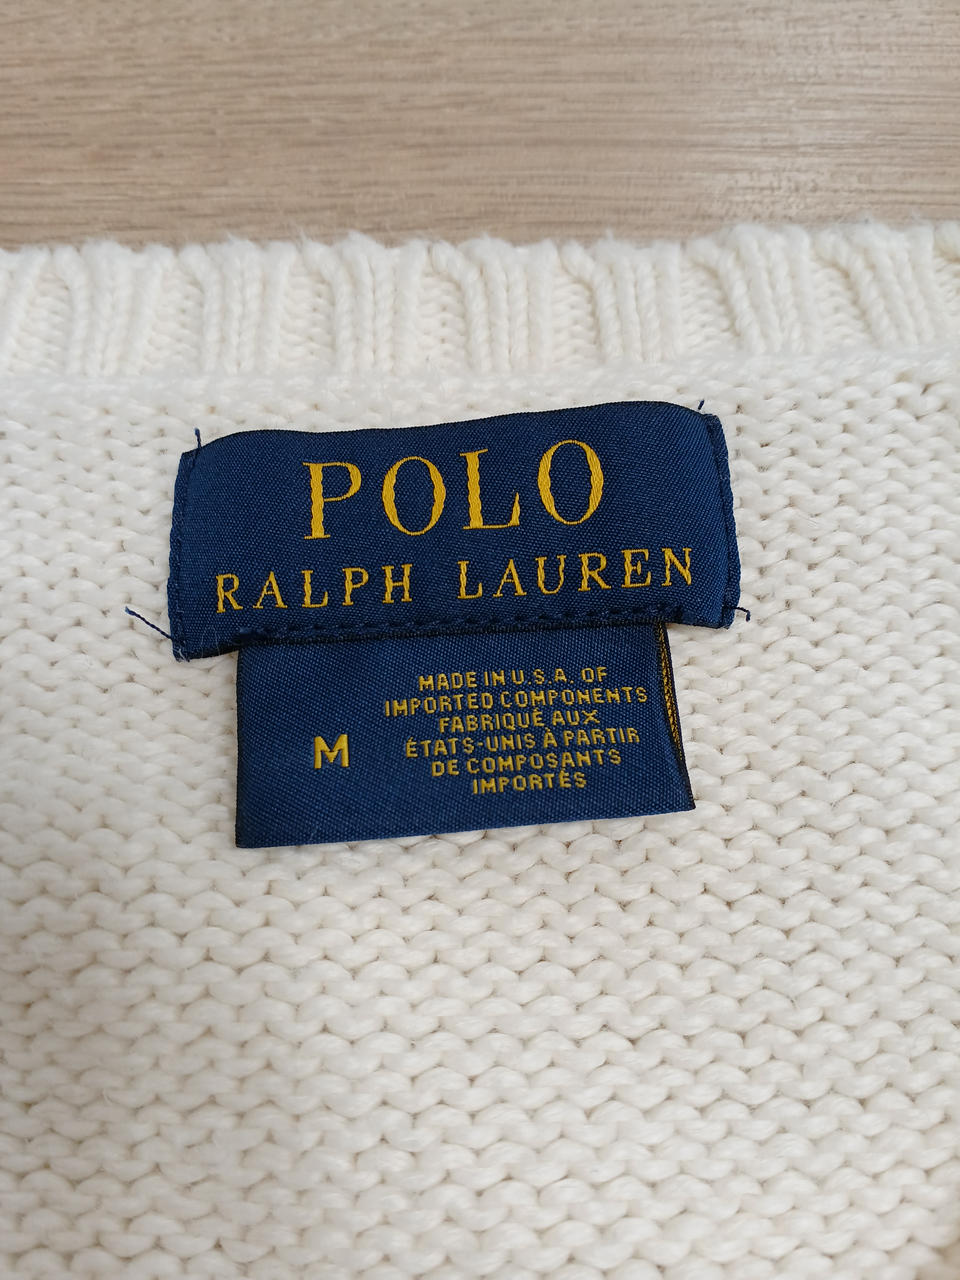 POLO
RALPH LAUREN
M
MADE IN U.S.A. OF
IMPORTED COMPONENTS
FABRIQUÉ AUX
ÉTATS-UNIS À PARTIR
DE COMPOSANTS
IMPORTÉS